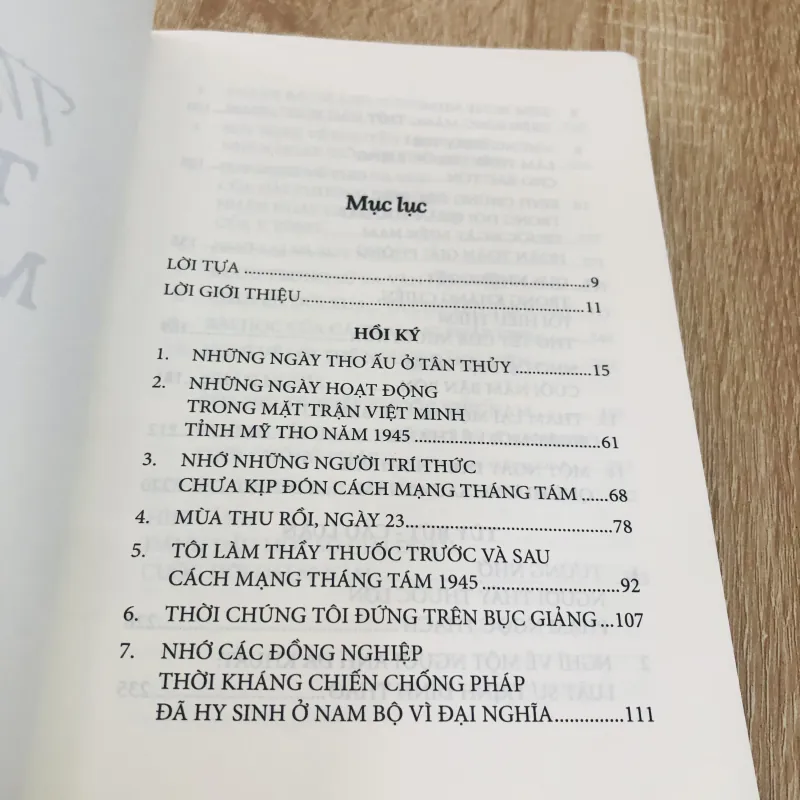 Mục lục
LỜI TỰA.....9
LỜI GIỚI THIỆU.....11
HỒI KÝ
1. NHỮNG NGÀY THƠ ẤU Ở TÂN THỦY.....15
2. NHỮNG NGÀY HOẠT ĐỘNG
TRONG MẶT TRẬN VIỆT MINH
TỈNH MỸ THO NĂM 1945.....61
3. NHỚ NHỮNG NGƯỜI TRÍ THỨC
CHƯA KỊP ĐÓN CÁCH MẠNG THÁNG TÁM.....68
4. MÙA THU RỒI, NGÀY 23.....78
5. TÔI LÀM THẦY THUỐC TRƯỚC VÀ SAU
CÁCH MẠNG THÁNG TÁM 1945.....92
6. THỜI CHÚNG TÔI ĐỨNG TRÊN BỤC GIẢNG...107
7. NHỚ CÁC ĐỒNG NGHIỆP
THỜI KHÁNG CHIẾN CHỐNG PHÁP
ĐÃ HY SINH Ở NAM BỘ VÌ ĐẠI NGHĨA.....111